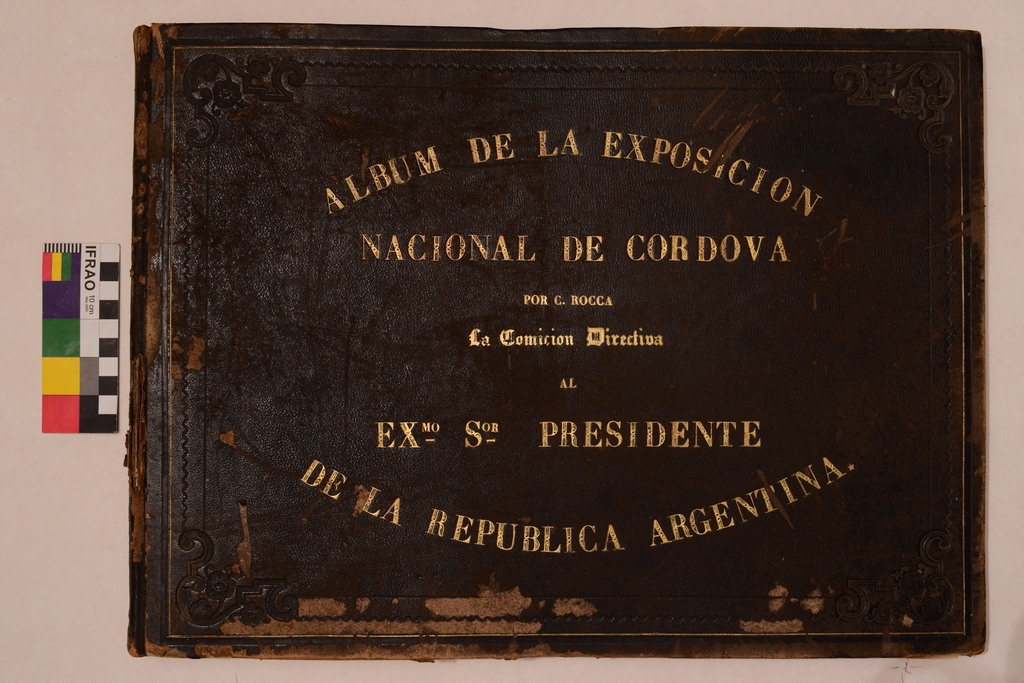 ALBUM DE LA EXPOSICION
NACIONAL DE CORDOVA
POR C. ROCCA
La Comicion Directiva
AL
EXMO SOR PRESIDENTE
DE LA REPUBLICA ARGENTINA.
IFRAO
10 cm